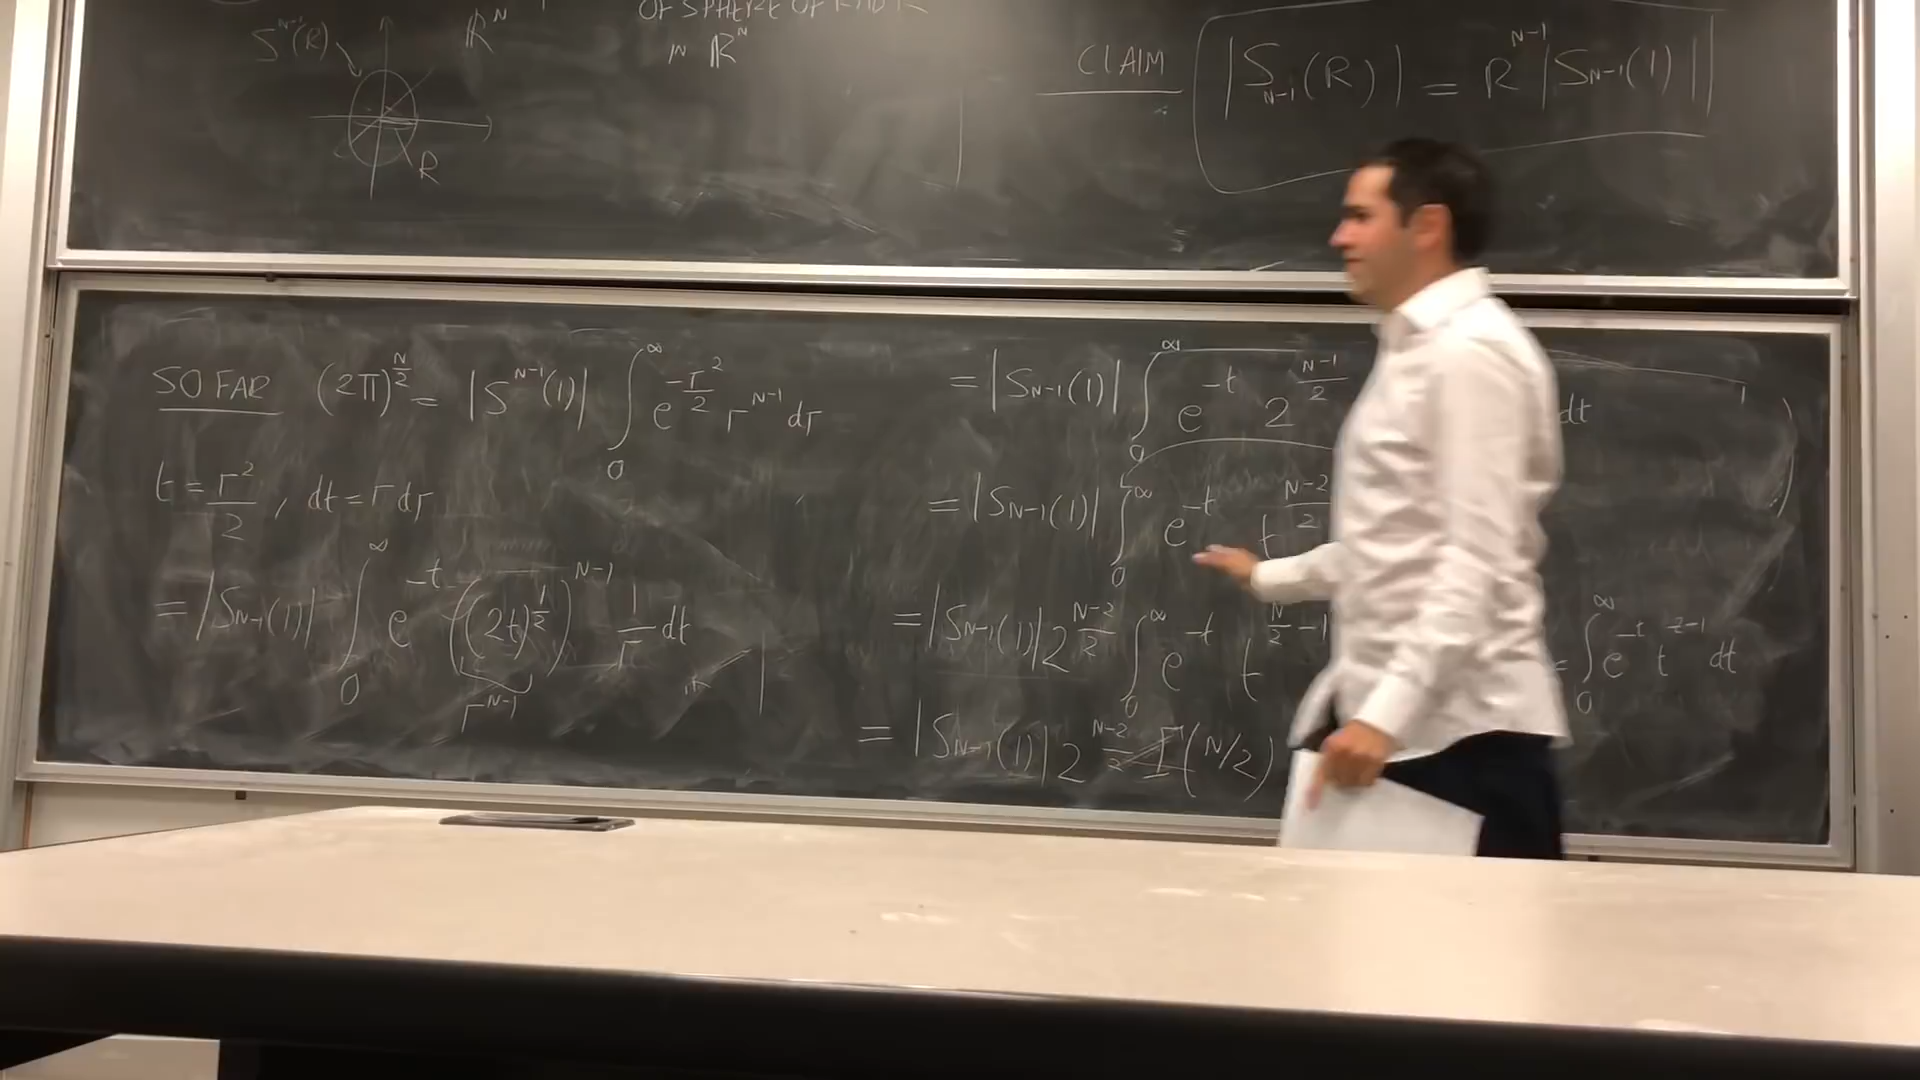 S^{N-1}(R)
ℝ^N
R
OF SPHERE OF
IN ℝ^N
CLAIM
|S_{N-1}(R)| = R^{N-1} |S_{N-1}(1)|
SO FAR (2π)^{N/2} = |S^{N-1}(1)| ∫_0^∞ e^{-r^2/2} r^{N-1} dr
t = r^2/2 , dt = r dr
= |S_{N-1}(1)| ∫_0^∞ e^{-t} ((2t)^{1/2})^{N-1} 1/r dt
r^{N-1}
= |S_{N-1}(1)| ∫_0^∞ e^{-t} 2^{N-1/2} dt
= |S_{N-1}(1)| ∫_0^∞ e^{-t} t^{N-2/2}
= |S_{N-1}(1)| 2^{N-2/2} ∫_0^∞ e^{-t} t^{N/2-1}
= ∫_0^∞ e^{-t} t^{z-1} dt
= |S_{N-1}(1)| 2^{N-2/2} Γ(N/2)